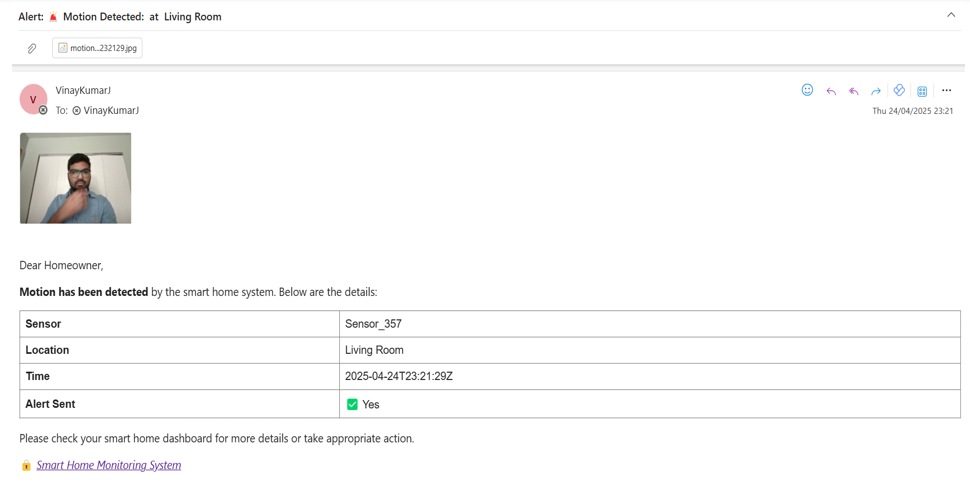 Alert: 🚨 Motion Detected: at Living Room
motion...232129.jpg
V
VinayKumarJ
To: VinayKumarJ
Thu 24/04/2025 23:21
Dear Homeowner,
Motion has been detected by the smart home system. Below are the details:
Sensor Sensor_357
Location Living Room
Time 2025-04-24T23:21:29Z
Alert Sent ✅ Yes
Please check your smart home dashboard for more details or take appropriate action.
🔒 Smart Home Monitoring System